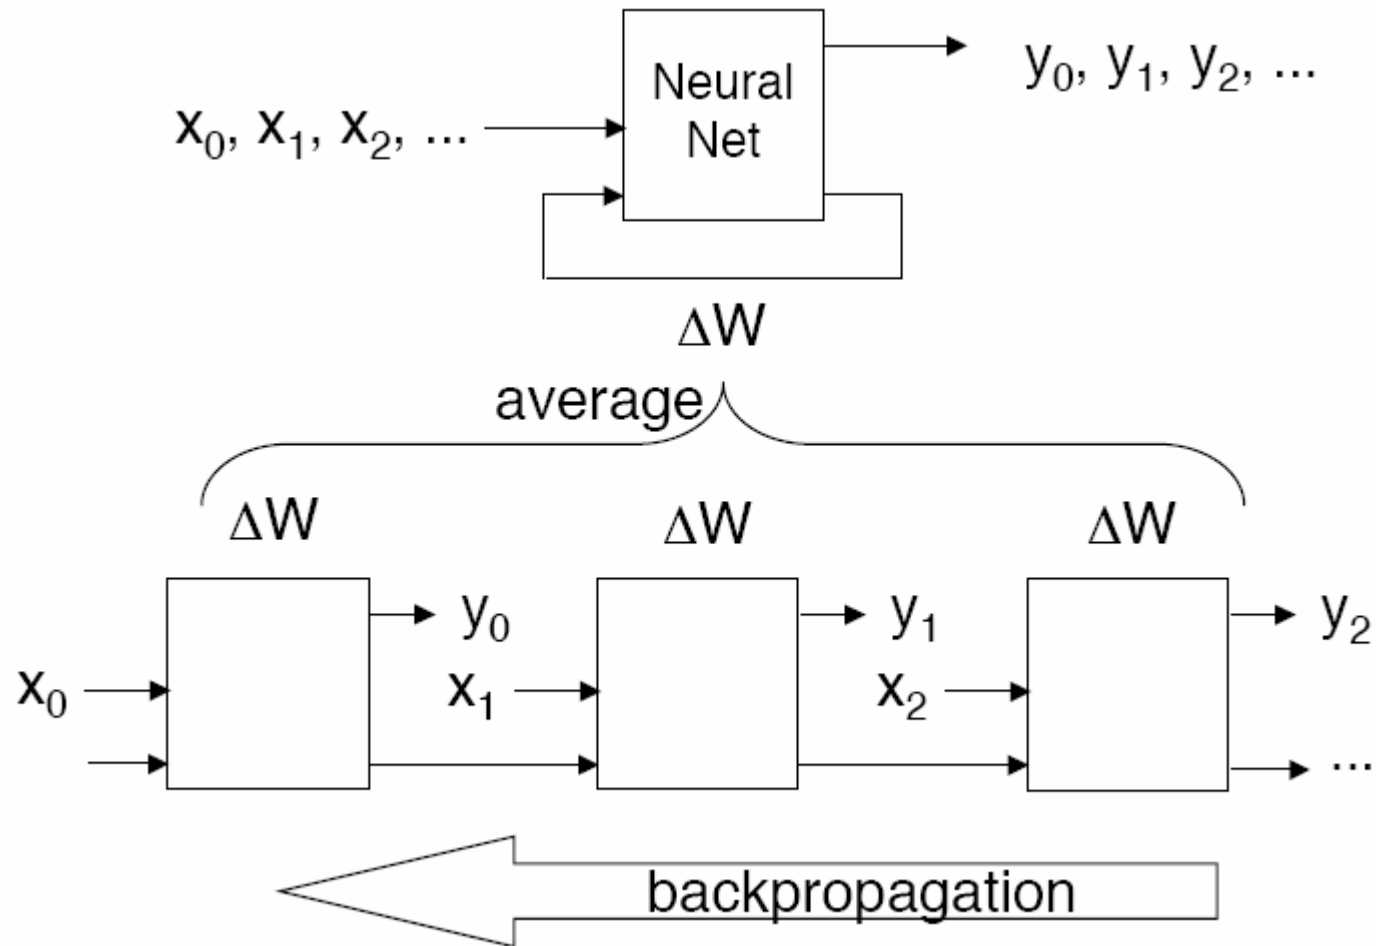 Neural
Net
x₀, x₁, x₂, ...
y₀, y₁, y₂, ...
ΔW
average
ΔW
ΔW
ΔW
x₀
y₀
x₁
y₁
x₂
y₂
...
backpropagation